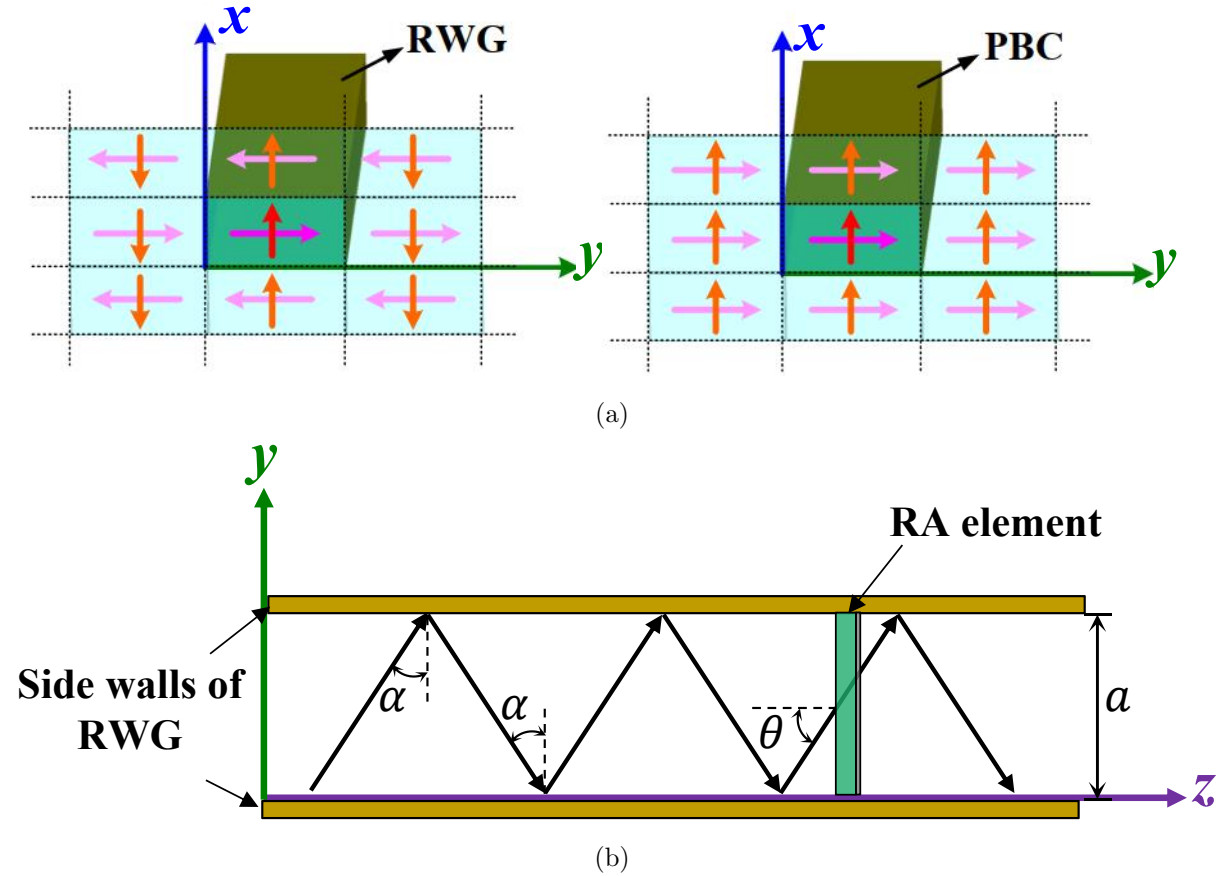 x
RWG
y
x
PBC
y
(a)
y
RA element
Side walls of
RWG
α
α
θ
a
z
(b)